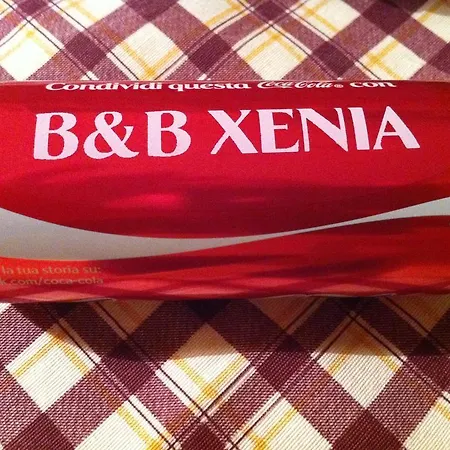 Condividi questa Coca-Cola® con
B&B XENIA
la tua storia su:
k.com/coca-cola